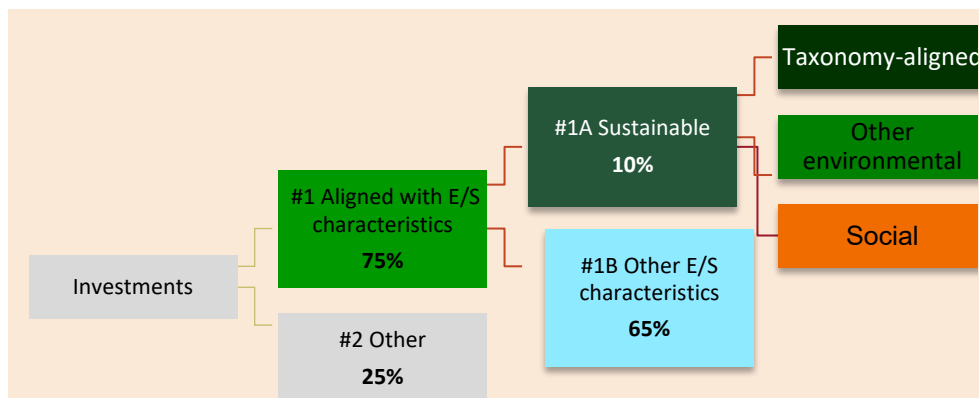 Investments
#1 Aligned with E/S
characteristics
75%
#2 Other
25%
#1A Sustainable
10%
#1B Other E/S
characteristics
65%
Taxonomy-aligned
Other
environmental
Social